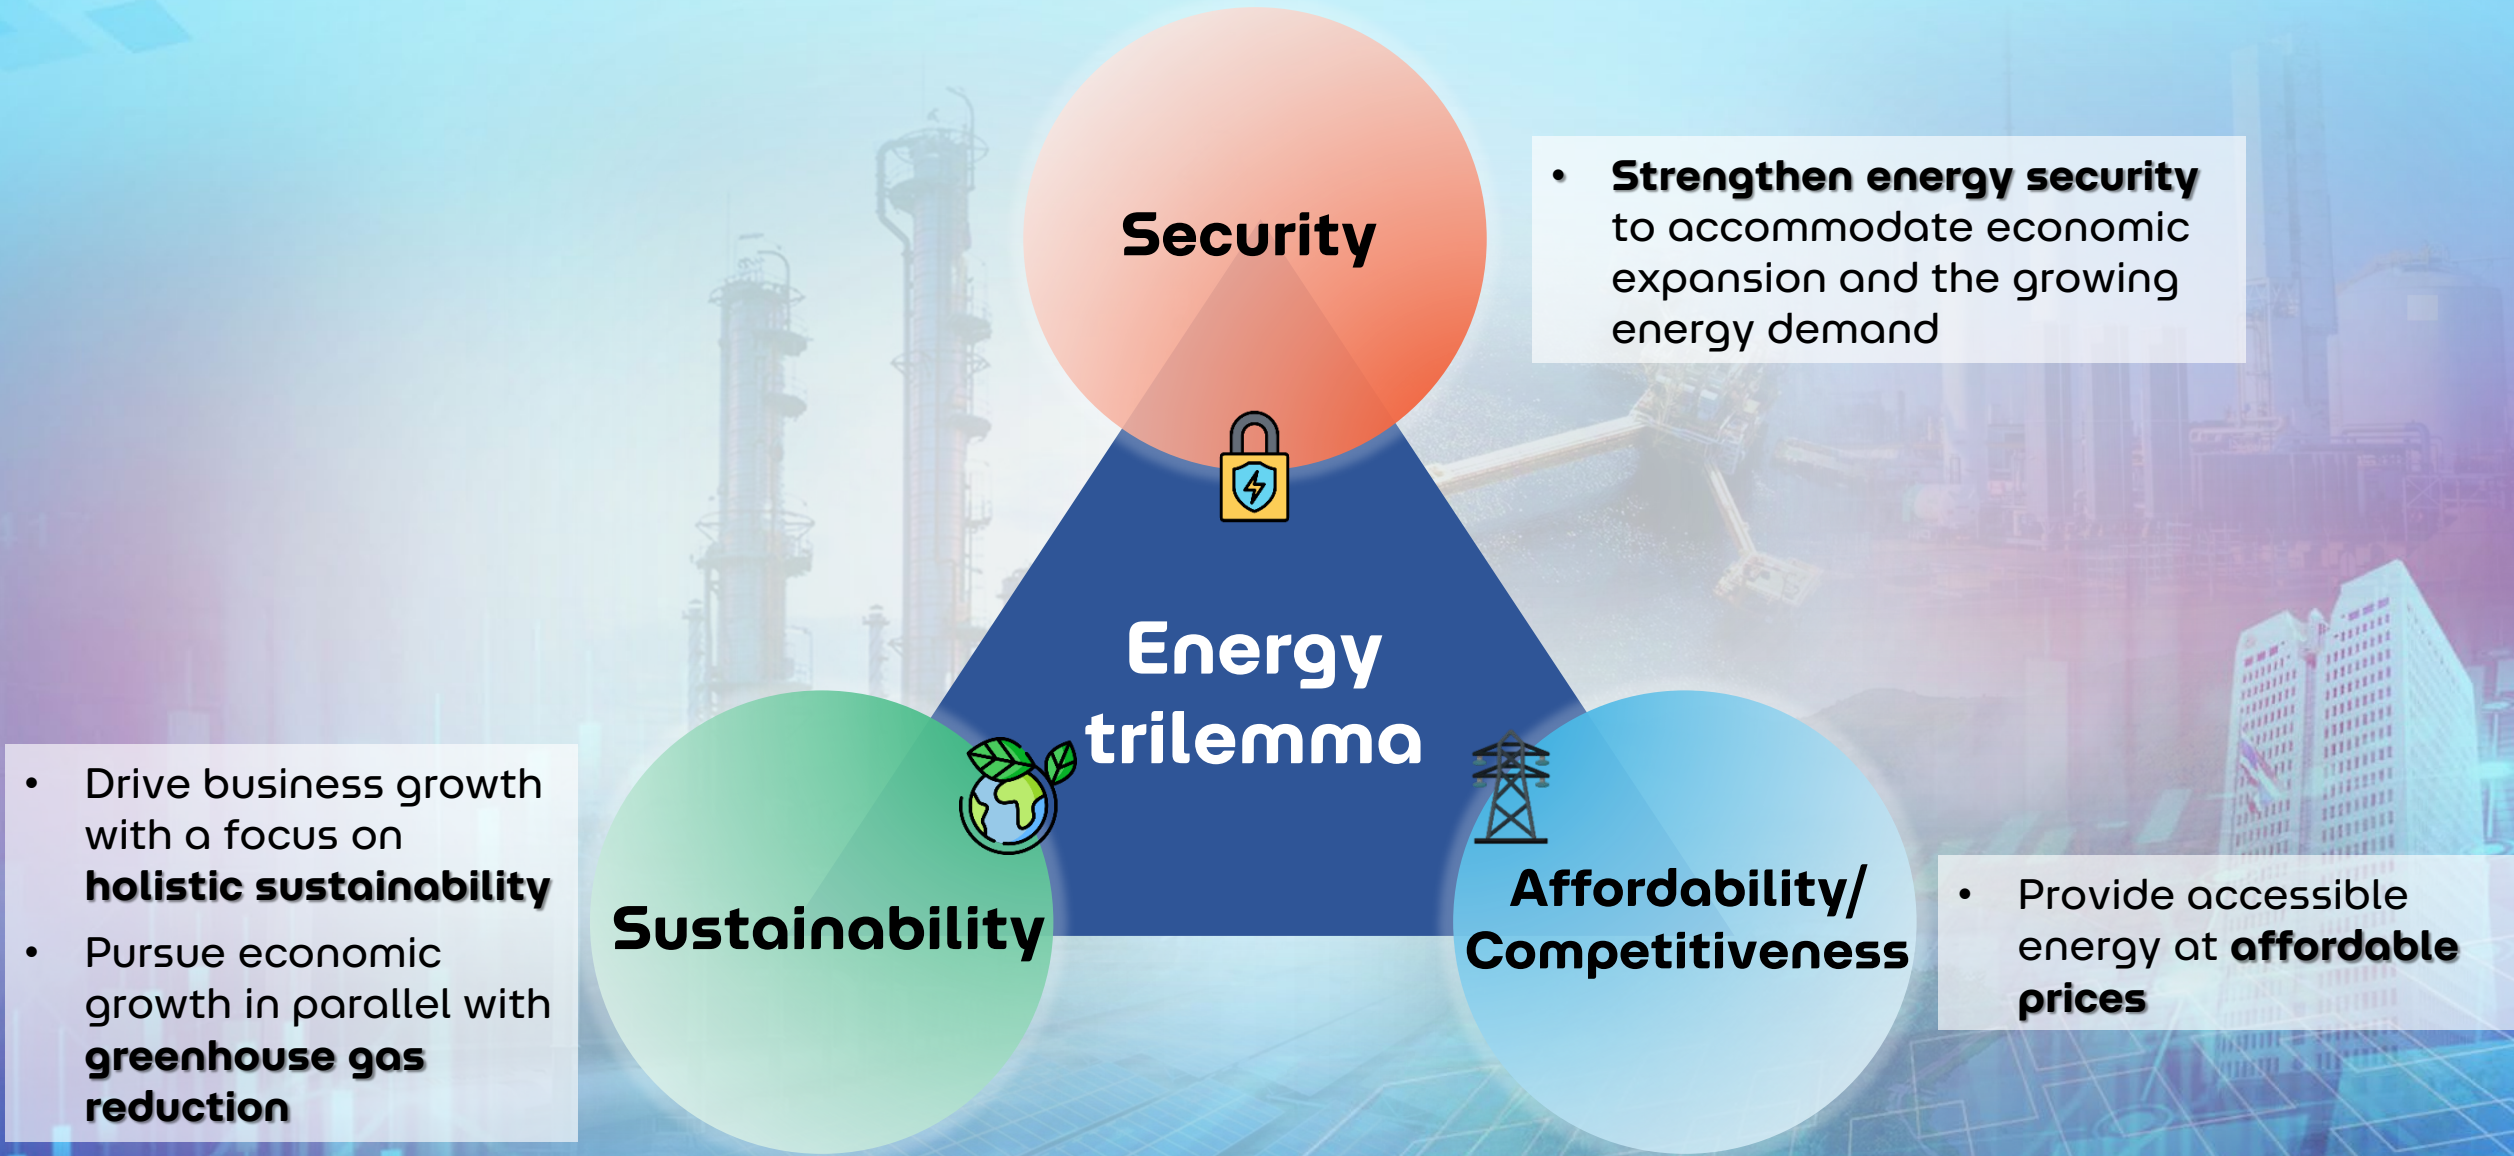 Security
• Strengthen energy security
to accommodate economic
expansion and the growing
energy demand
Energy
trilemma
• Drive business growth
with a focus on
holistic sustainability
• Pursue economic
growth in parallel with
greenhouse gas
reduction
Sustainability
Affordability/
Competitiveness
• Provide accessible
energy at affordable
prices